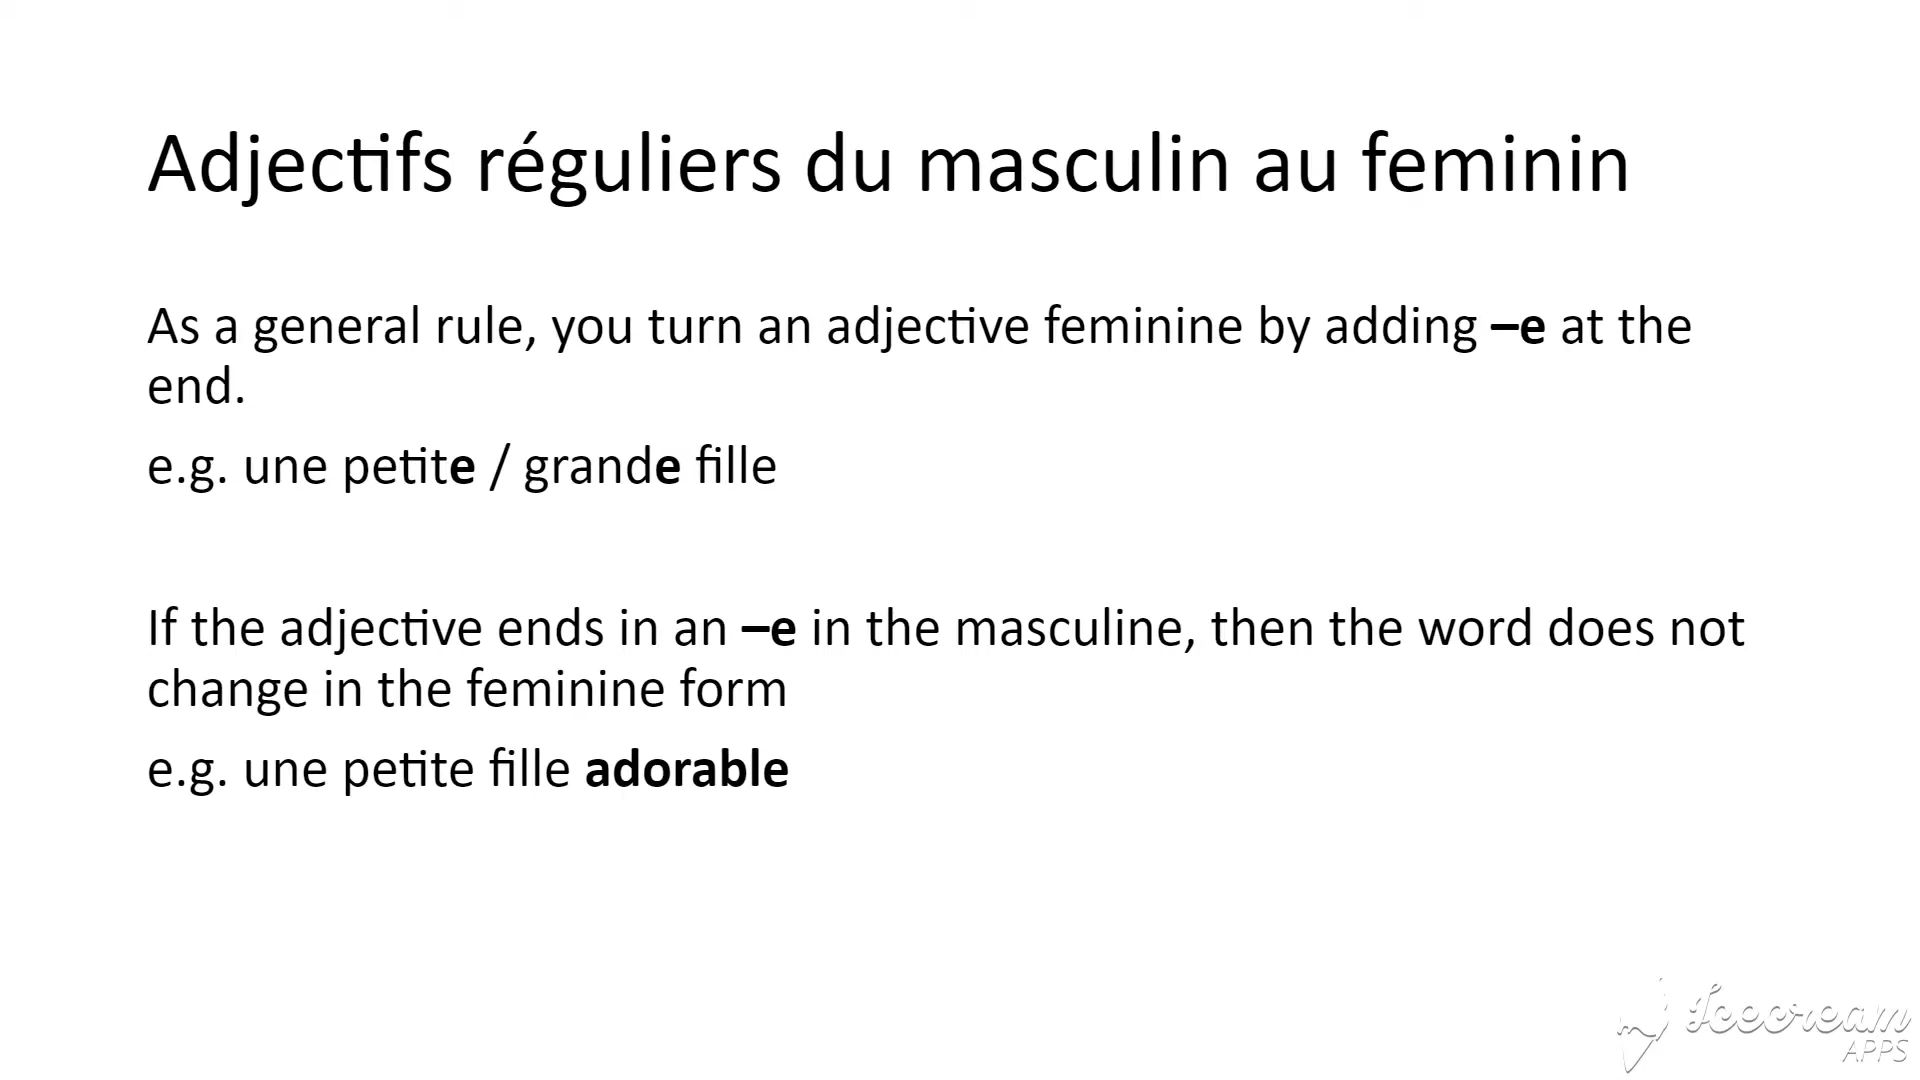 Adjectifs réguliers du masculin au feminin
As a general rule, you turn an adjective feminine by adding –e at the
end.
e.g. une petite / grande fille
If the adjective ends in an –e in the masculine, then the word does not
change in the feminine form
e.g. une petite fille adorable
Icecream
APPS